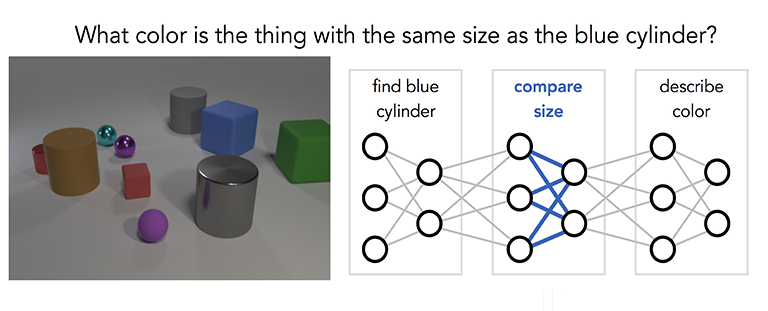 What color is the thing with the same size as the blue cylinder?
find blue
cylinder
compare
size
describe
color